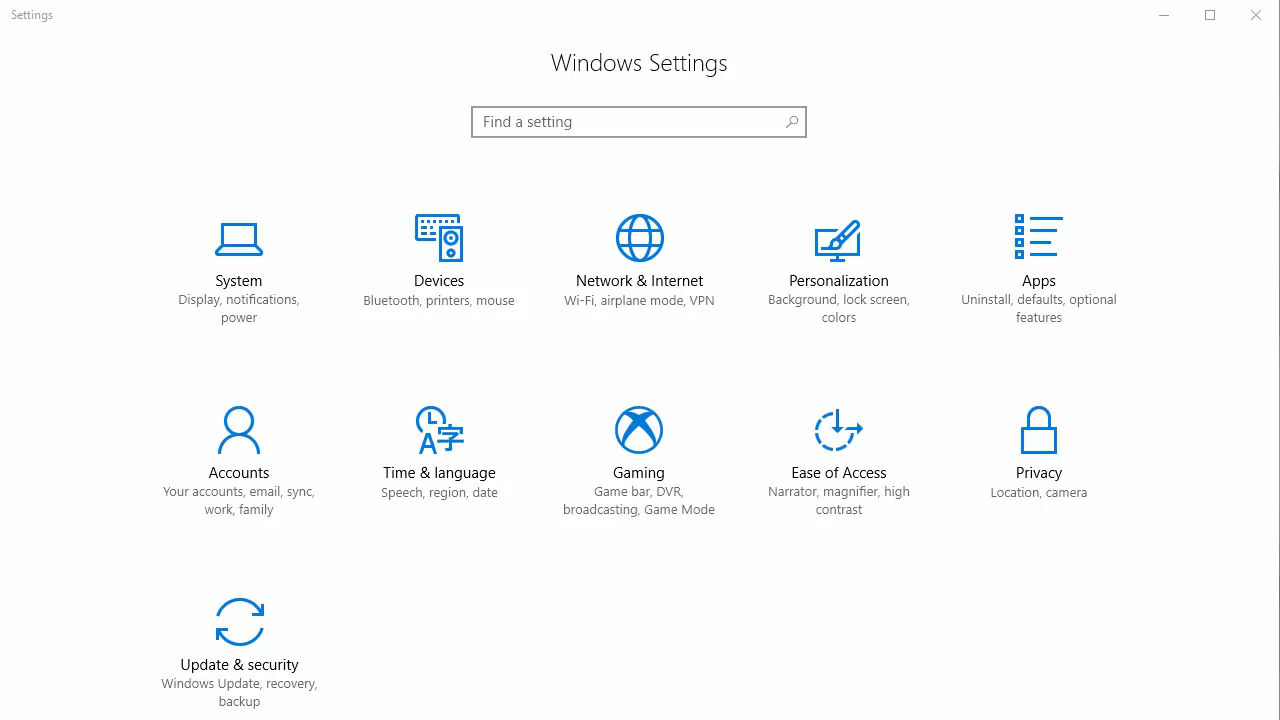 Settings
Windows Settings
Find a setting
System
Display, notifications,
power
Devices
Bluetooth, printers, mouse
Network & Internet
Wi-Fi, airplane mode, VPN
Personalization
Background, lock screen,
colors
Apps
Uninstall, defaults, optional
features
Accounts
Your accounts, email, sync,
work, family
Time & language
Speech, region, date
Gaming
Game bar, DVR,
broadcasting, Game Mode
Ease of Access
Narrator, magnifier, high
contrast
Privacy
Location, camera
Update & security
Windows Update, recovery,
backup